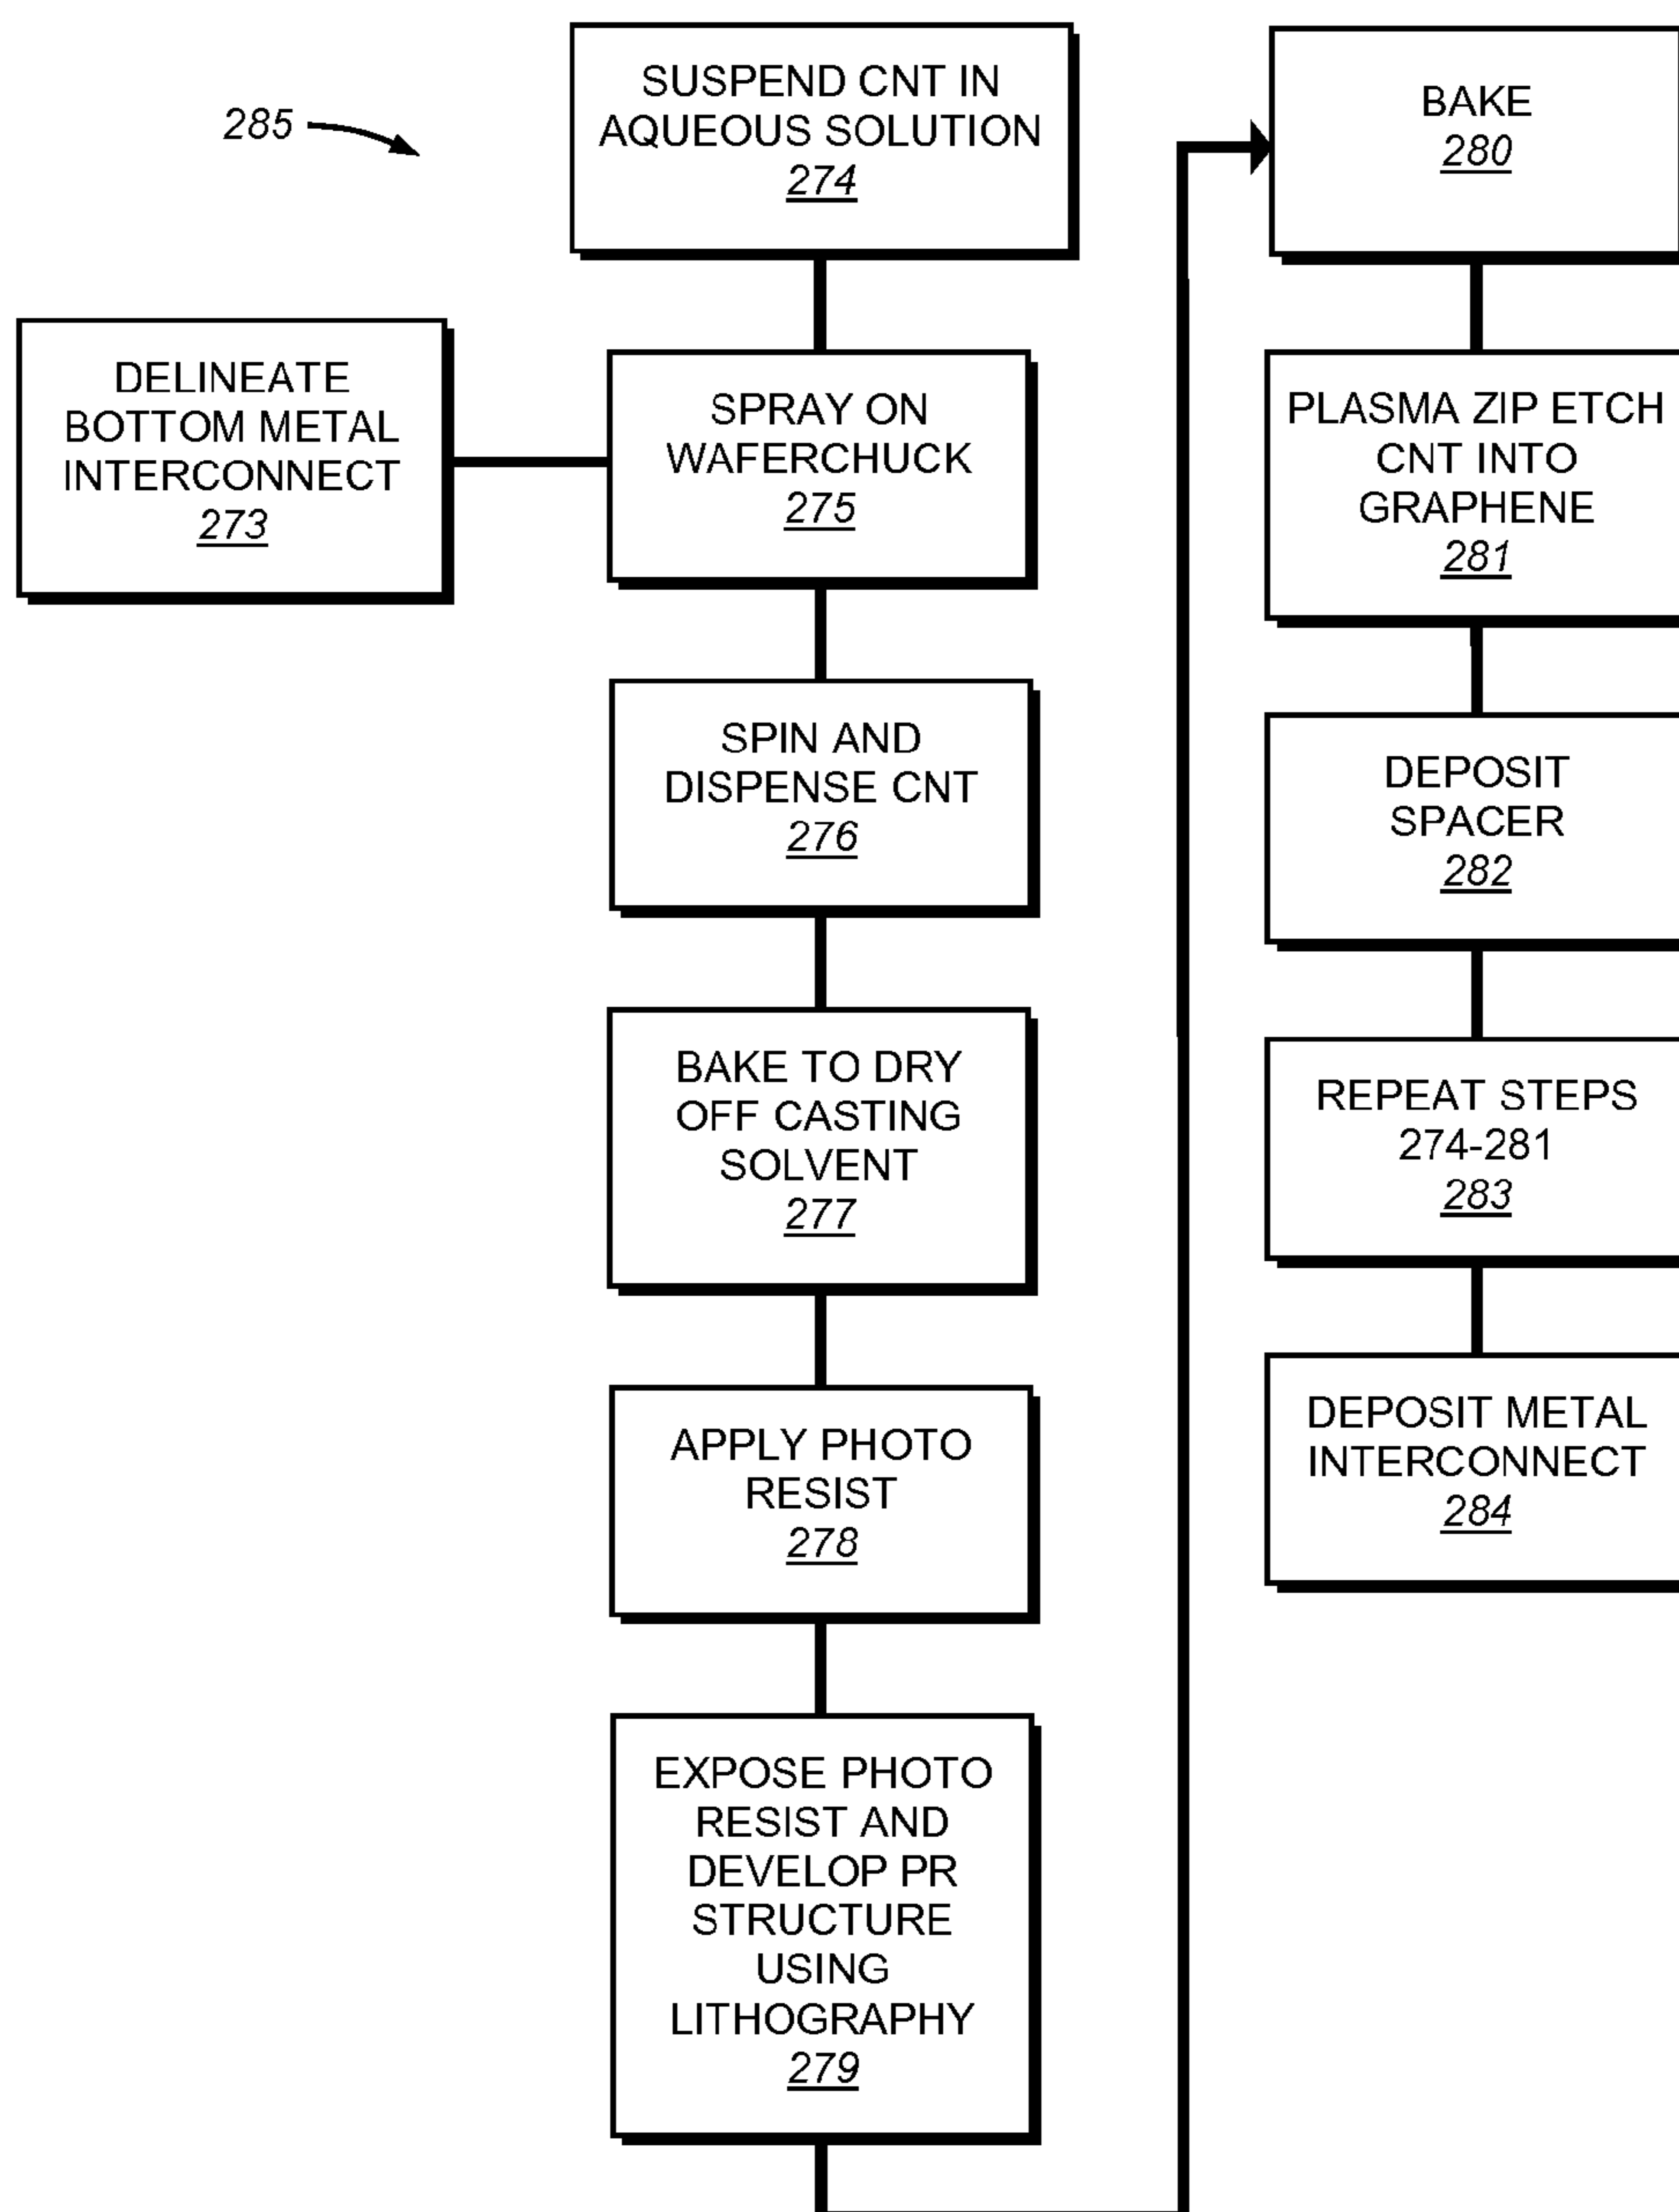 285
SUSPEND CNT IN
AQUEOUS SOLUTION
274
DELINEATE
BOTTOM METAL
INTERCONNECT
273
SPRAY ON
WAFERCHUCK
275
SPIN AND
DISPENSE CNT
276
BAKE TO DRY
OFF CASTING
SOLVENT
277
APPLY PHOTO
RESIST
278
EXPOSE PHOTO
RESIST AND
DEVELOP PR
STRUCTURE
USING
LITHOGRAPHY
279
BAKE
280
PLASMA ZIP ETCH
CNT INTO
GRAPHENE
281
DEPOSIT
SPACER
282
REPEAT STEPS
274-281
283
DEPOSIT METAL
INTERCONNECT
284